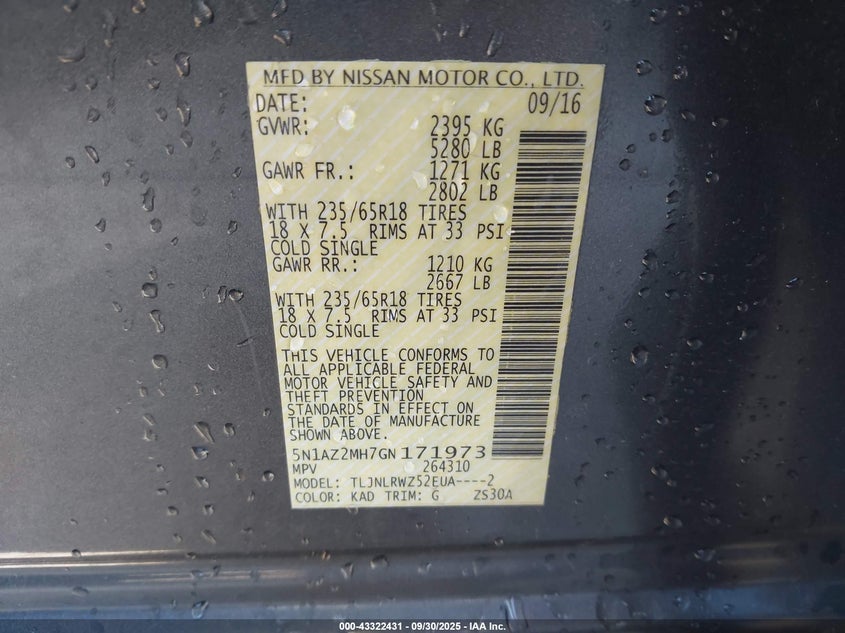 MFD BY NISSAN MOTOR CO., LTD.
DATE: 09/16
GVWR: 2395 KG
5280 LB
GAWR FR.: 1271 KG
2802 LB
WITH 235/65R18 TIRES
18 X 7.5 RIMS AT 33 PSI
COLD SINGLE
GAWR RR.: 1210 KG
2667 LB
WITH 235/65R18 TIRES
18 X 7.5 RIMS AT 33 PSI
COLD SINGLE
THIS VEHICLE CONFORMS TO
ALL APPLICABLE FEDERAL
MOTOR VEHICLE SAFETY AND
THEFT PREVENTION
STANDARDS IN EFFECT ON
THE DATE OF MANUFACTURE
SHOWN ABOVE.
5N1AZ2MH7GN171973
MPV 264310
MODEL: TLJNLRWZ52EUA----2
COLOR: KAD TRIM: G ZS30A
000-43322431 - 09/30/2025 - IAA Inc.